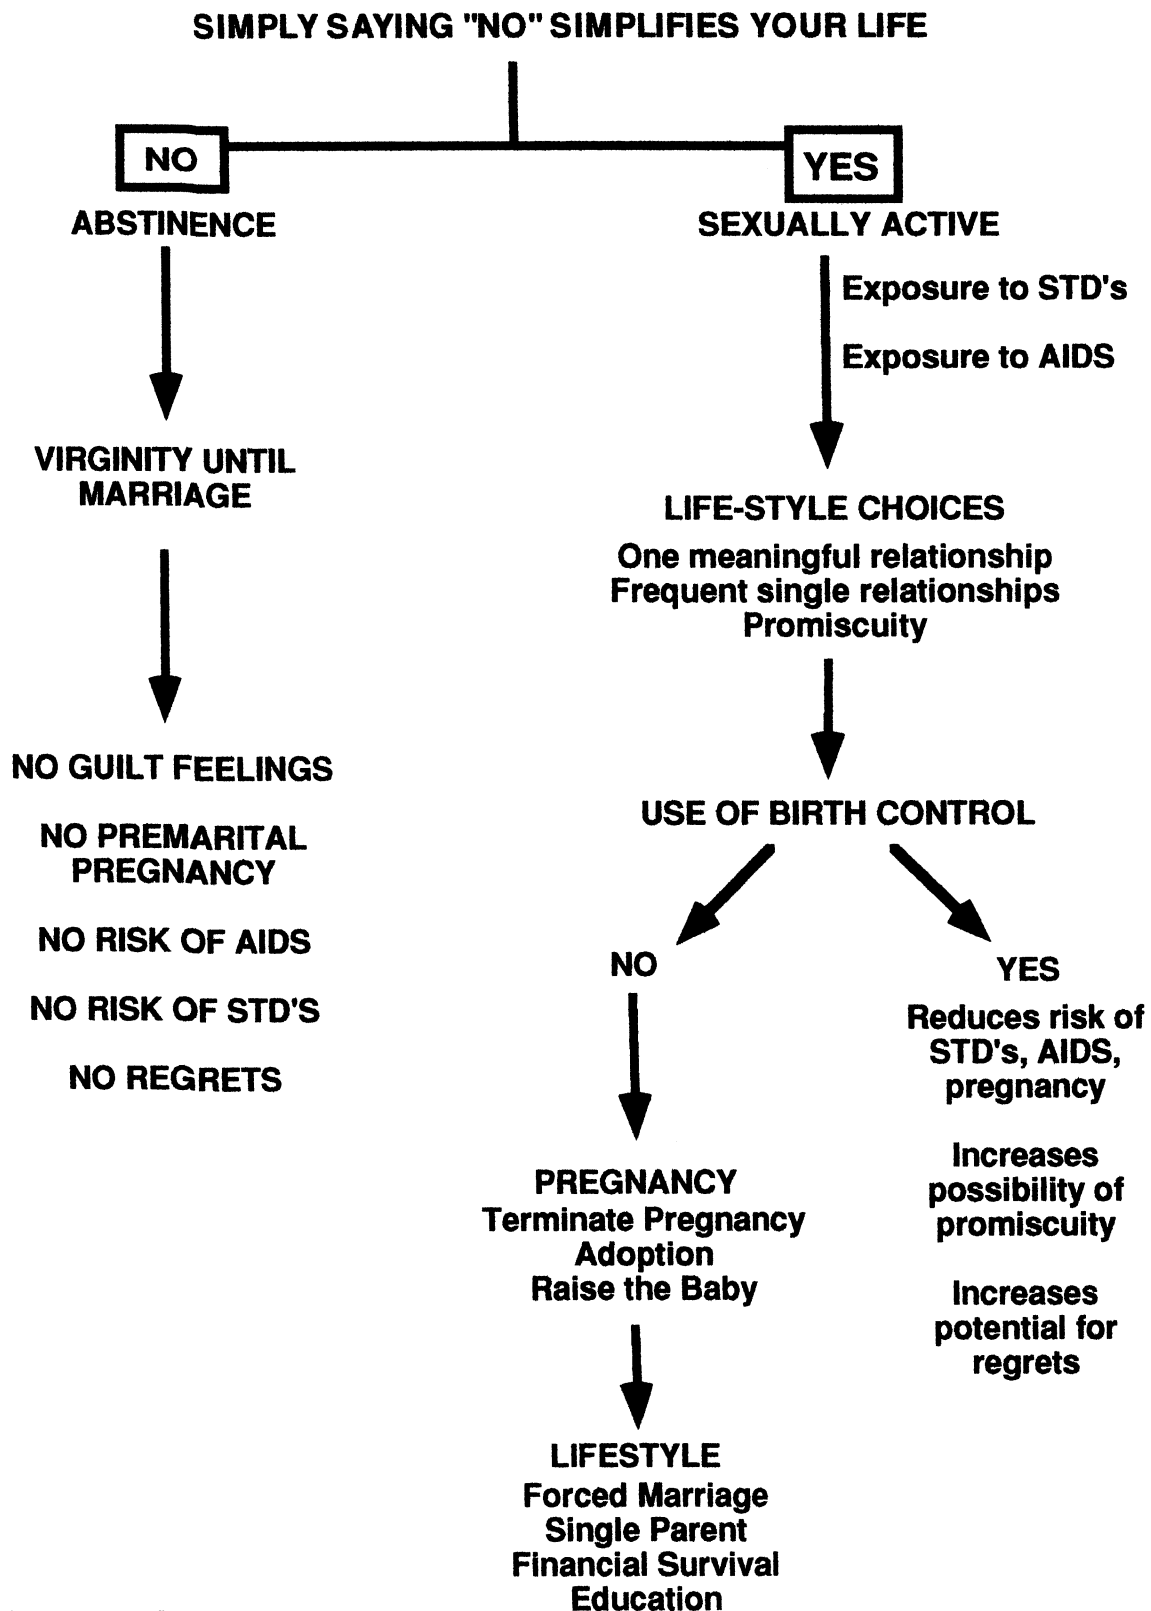 SIMPLY SAYING "NO" SIMPLIFIES YOUR LIFE
NO
ABSTINENCE
VIRGINITY UNTIL
MARRIAGE
NO GUILT FEELINGS
NO PREMARITAL
PREGNANCY
NO RISK OF AIDS
NO RISK OF STD'S
NO REGRETS
YES
SEXUALLY ACTIVE
Exposure to STD's
Exposure to AIDS
LIFE-STYLE CHOICES
One meaningful relationship
Frequent single relationships
Promiscuity
USE OF BIRTH CONTROL
NO
PREGNANCY
Terminate Pregnancy
Adoption
Raise the Baby
LIFESTYLE
Forced Marriage
Single Parent
Financial Survival
Education
YES
Reduces risk of
STD's, AIDS,
pregnancy
Increases
possibility of
promiscuity
Increases
potential for
regrets